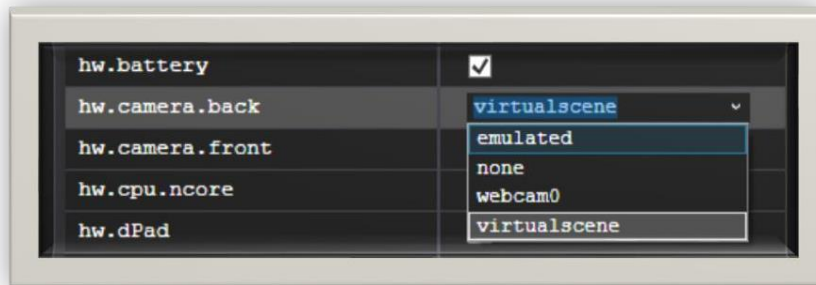 hw.battery
hw.camera.back virtualscene
hw.camera.front emulated
none
hw.cpu.ncore webcam0
hw.dPad virtualscene